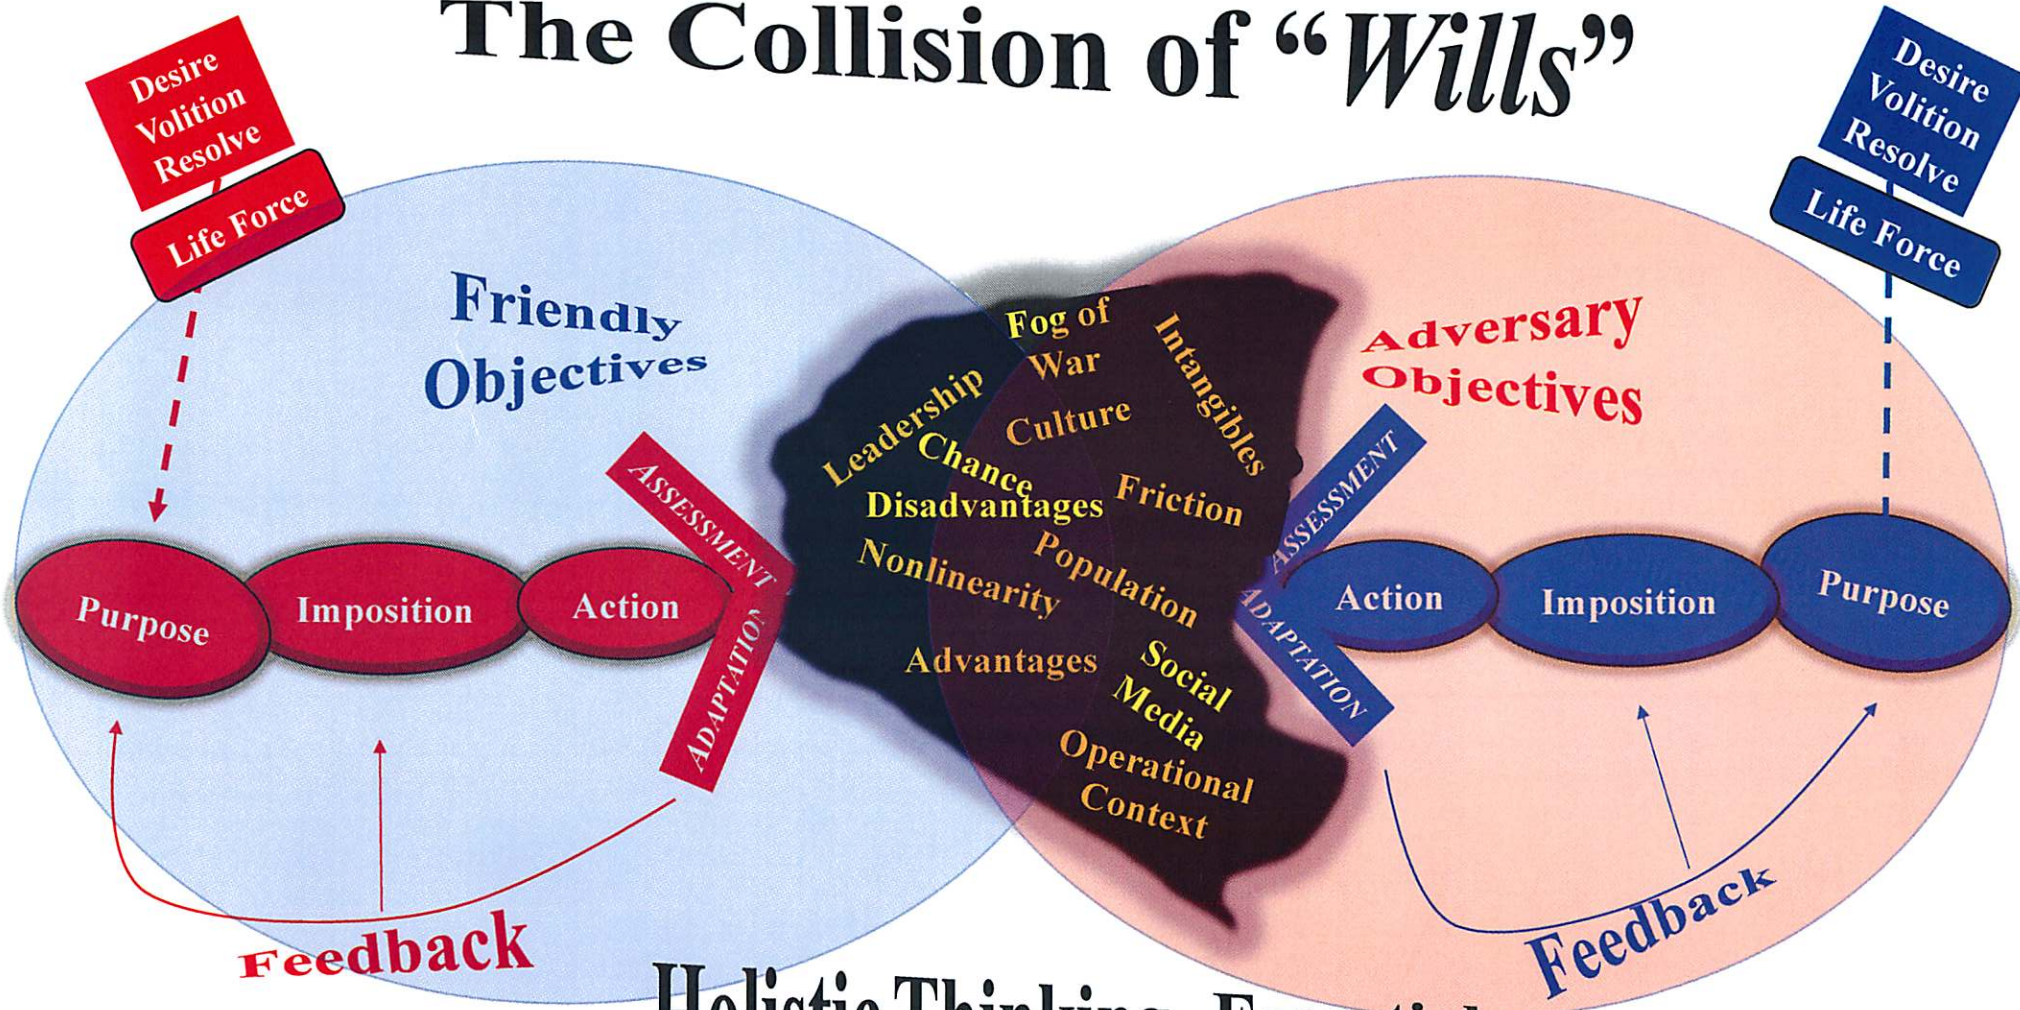 The Collision of “Wills”
Desire
Volition
Resolve
Life Force
Desire
Volition
Resolve
Life Force
Friendly
Objectives
Adversary
Objectives
Fog of
War
Intangibles
Leadership
Culture
Chance
Disadvantages
Friction
Nonlinearity
Population
Advantages
Social
Media
Operational
Context
ASSESSMENT
ADAPTATION
ASSESSMENT
ADAPTATION
Purpose
Imposition
Action
Action
Imposition
Purpose
Feedback
Feedback
Holistic Thinking